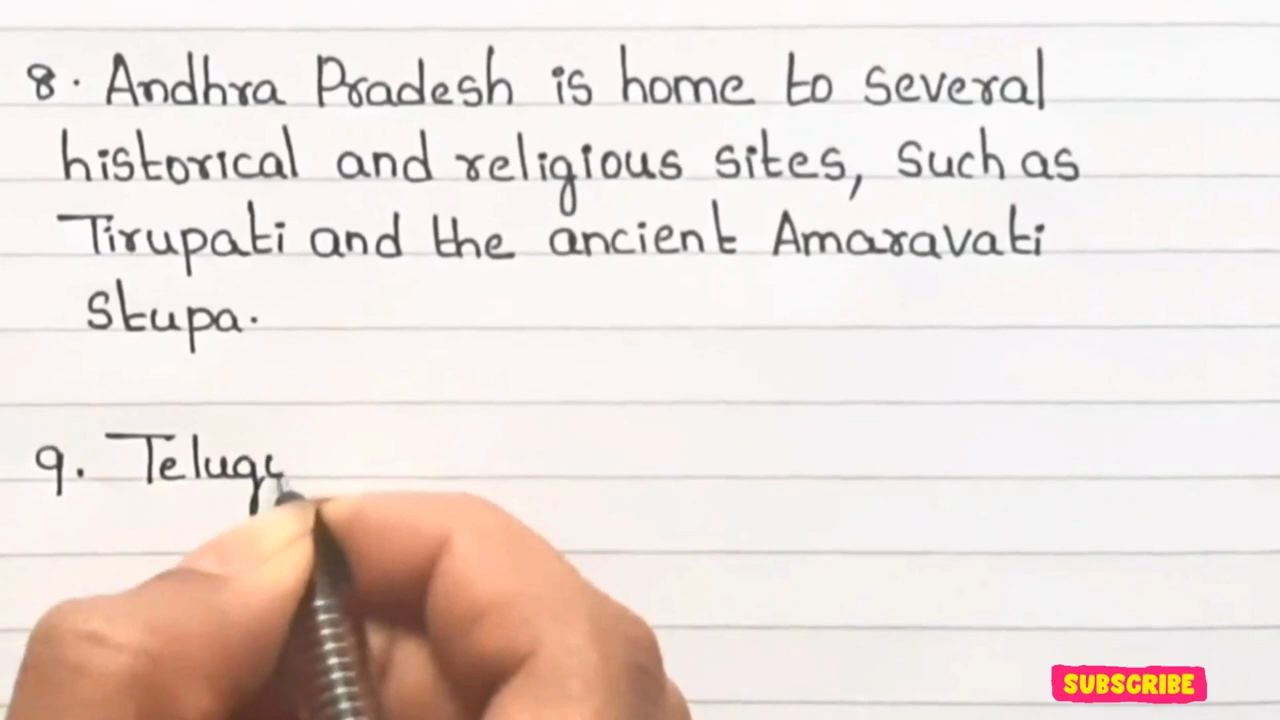 8. Andhra Pradesh is home to several
historical and religious sites, such as
Tirupati and the ancient Amaravati
Stupa.
9. Telugu
SUBSCRIBE